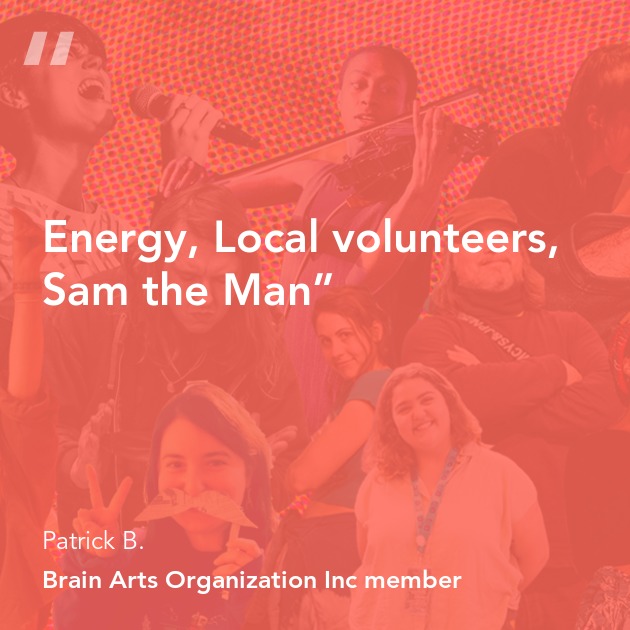 "
Energy, Local volunteers,
Sam the Man”
Patrick B.
Brain Arts Organization Inc member